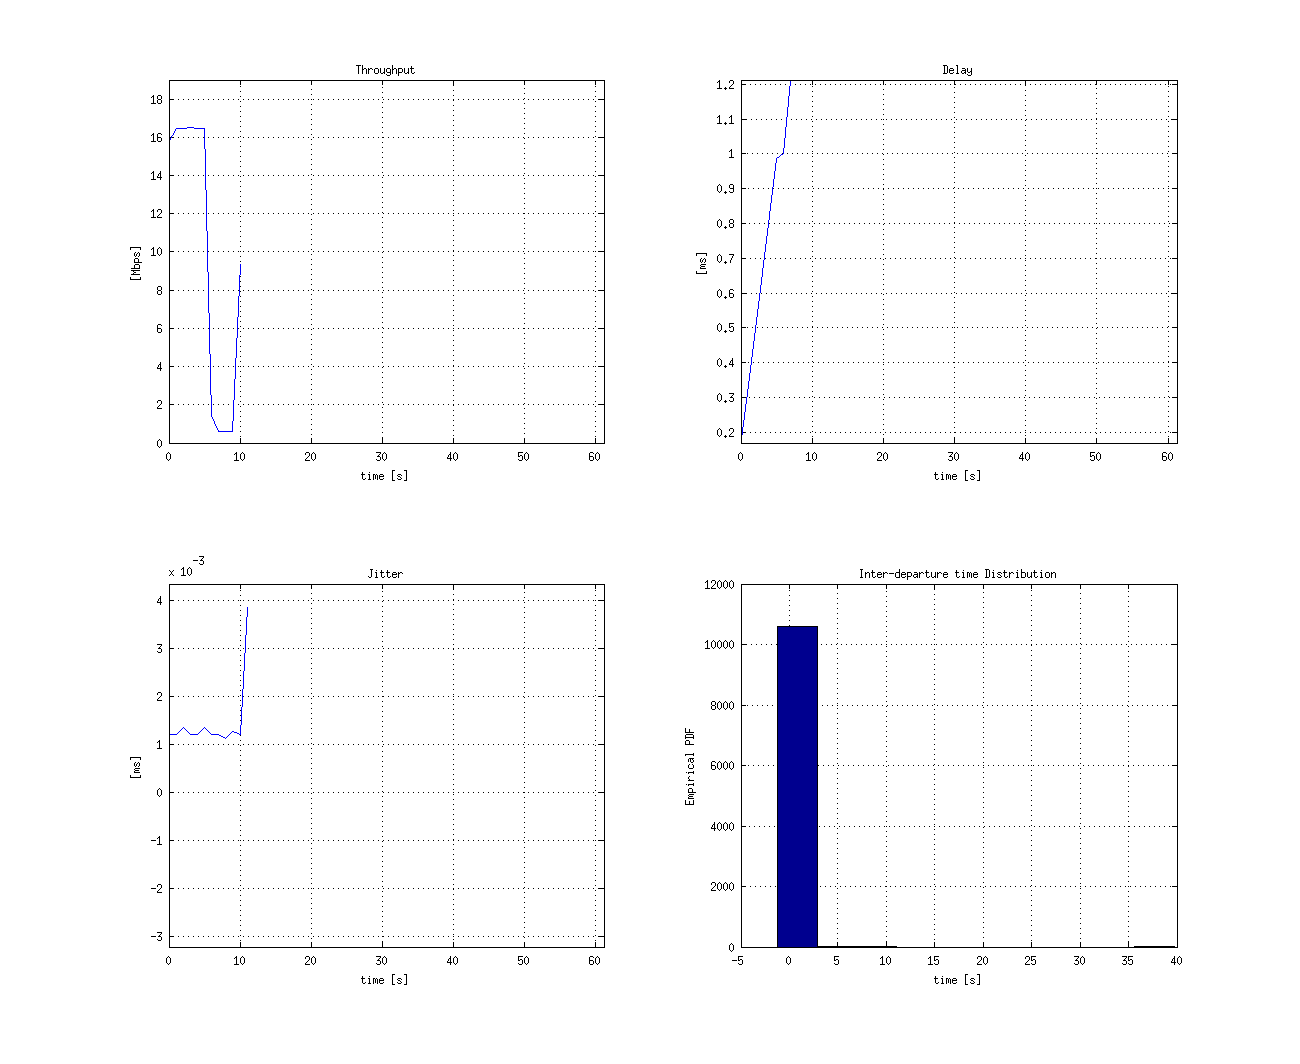 Throughput
18
16
14
12
10
8
6
4
2
0
[Mbps]
0 10 20 30 40 50 60
time [s]
Delay
1.2
1.1
1
0.9
0.8
0.7
0.6
0.5
0.4
0.3
0.2
[ms]
0 10 20 30 40 50 60
time [s]
x 10^-3
Jitter
4
3
2
1
0
-1
-2
-3
[ms]
0 10 20 30 40 50 60
time [s]
Inter-departure time Distribution
12000
10000
8000
6000
4000
2000
0
Empirical PDF
-5 0 5 10 15 20 25 30 35 40
time [s]